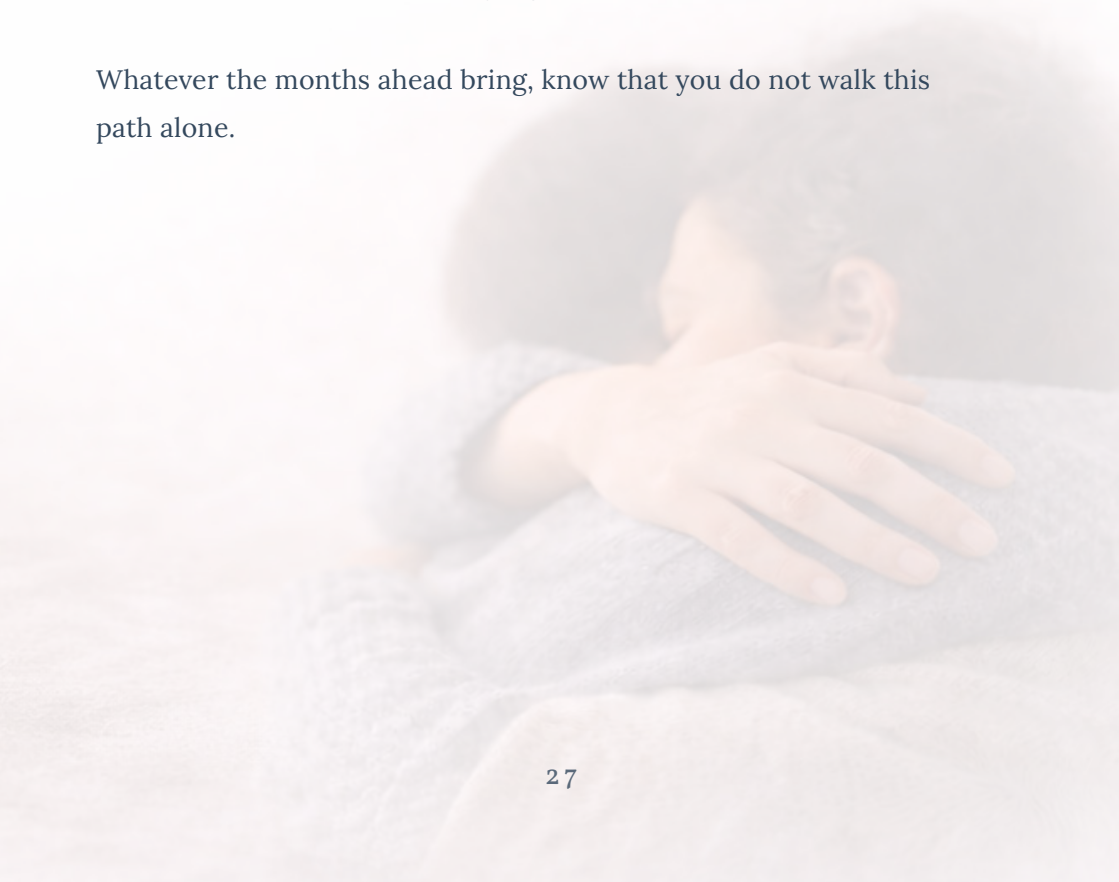 Whatever the months ahead bring, know that you do not walk this
path alone.
27